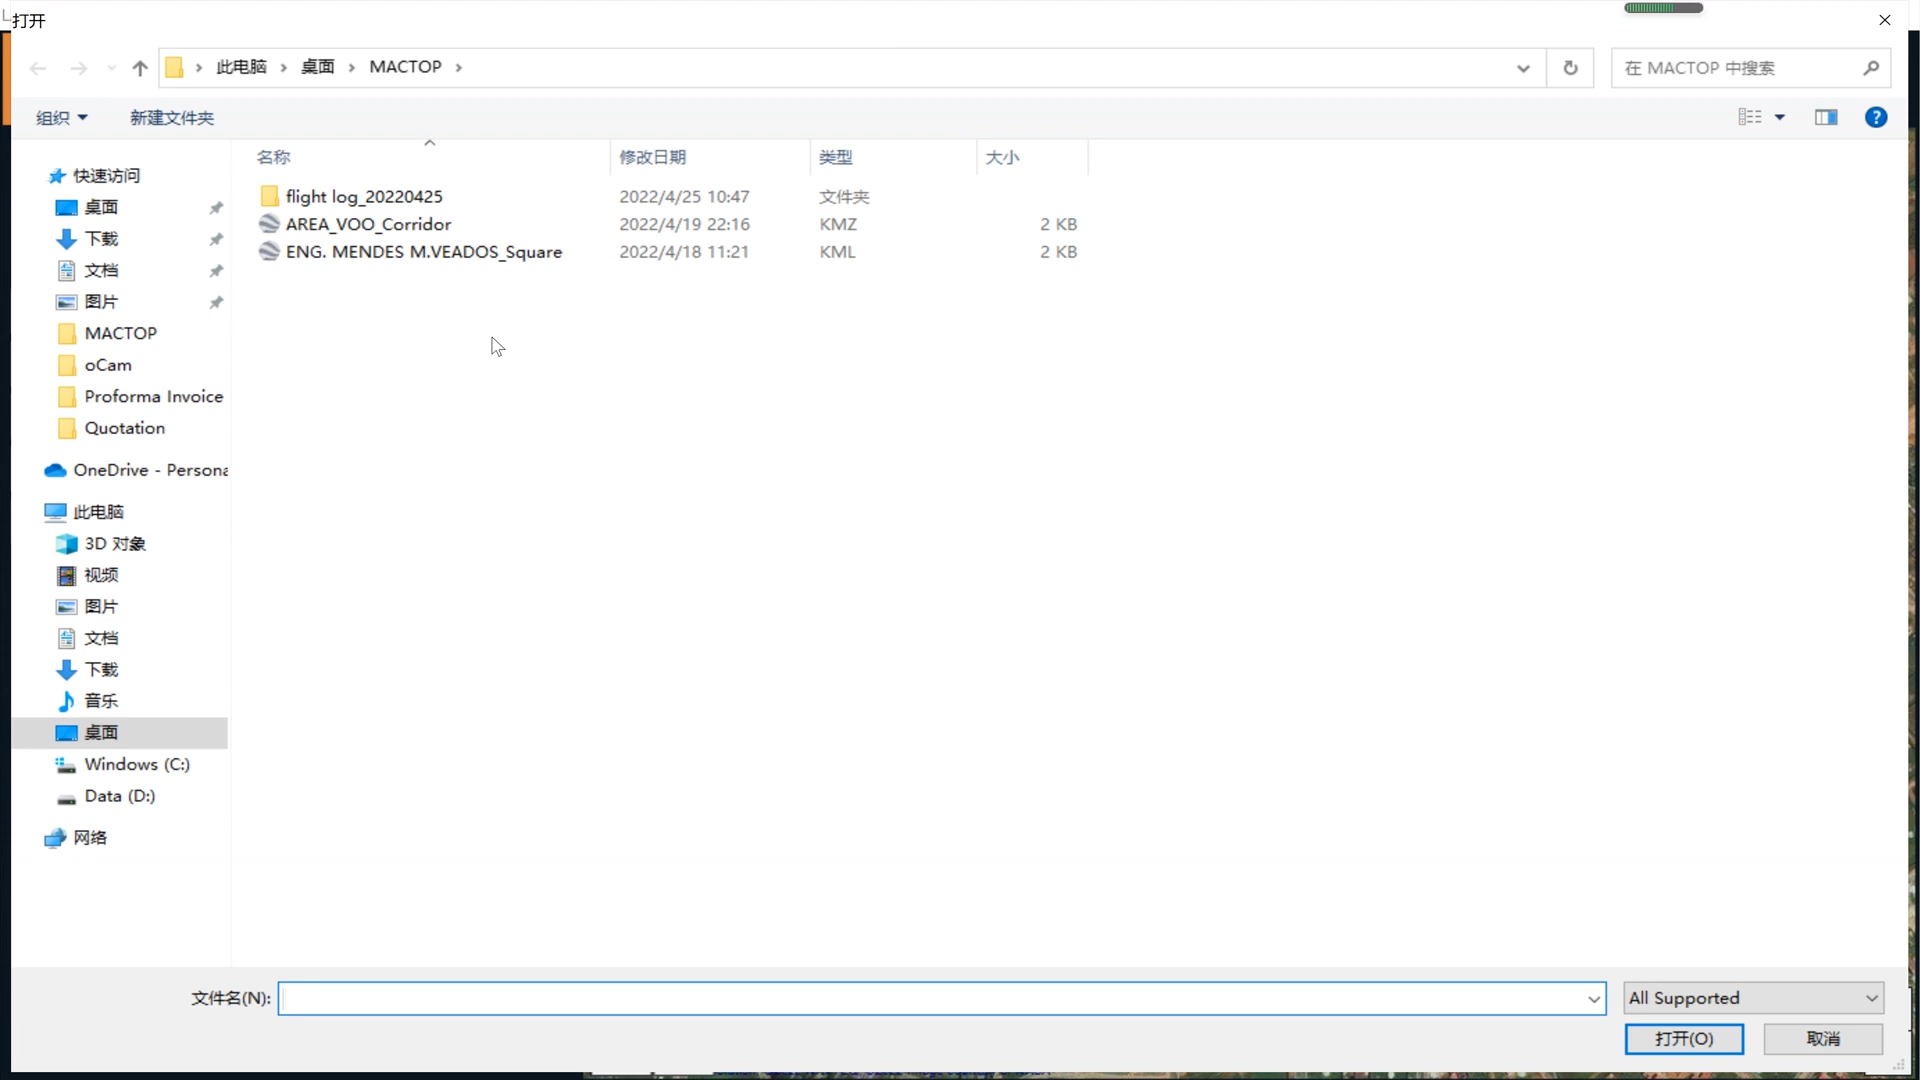 打开
此电脑 › 桌面 › MACTOP ›
在 MACTOP 中搜索
组织 新建文件夹
名称 修改日期 类型 大小
flight log_20220425 2022/4/25 10:47 文件夹
AREA_VOO_Corridor 2022/4/19 22:16 KMZ 2 KB
ENG. MENDES M.VEADOS_Square 2022/4/18 11:21 KML 2 KB
快速访问
桌面
下载
文档
图片
MACTOP
oCam
Proforma Invoice
Quotation
OneDrive - Persona
此电脑
3D 对象
视频
图片
文档
下载
音乐
桌面
Windows (C:)
Data (D:)
网络
文件名(N):
All Supported
打开(O) 取消